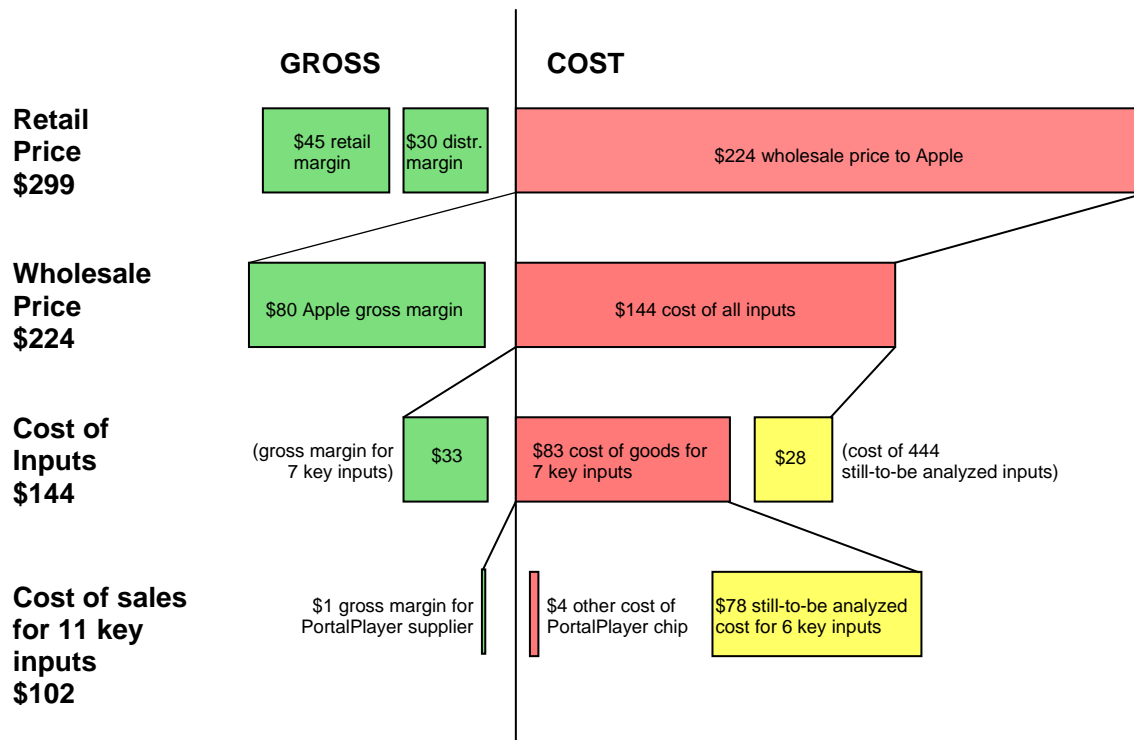 GROSS
COST
Retail
Price
$299
$45 retail
margin
$30 distr.
margin
$224 wholesale price to Apple
Wholesale
Price
$224
$80 Apple gross margin
$144 cost of all inputs
Cost of
Inputs
$144
(gross margin for
7 key inputs)
$33
$83 cost of goods for
7 key inputs
$28
(cost of 444
still-to-be analyzed inputs)
Cost of sales
for 11 key
inputs
$102
$1 gross margin for
PortalPlayer supplier
$4 other cost of
PortalPlayer chip
$78 still-to-be analyzed
cost for 6 key inputs